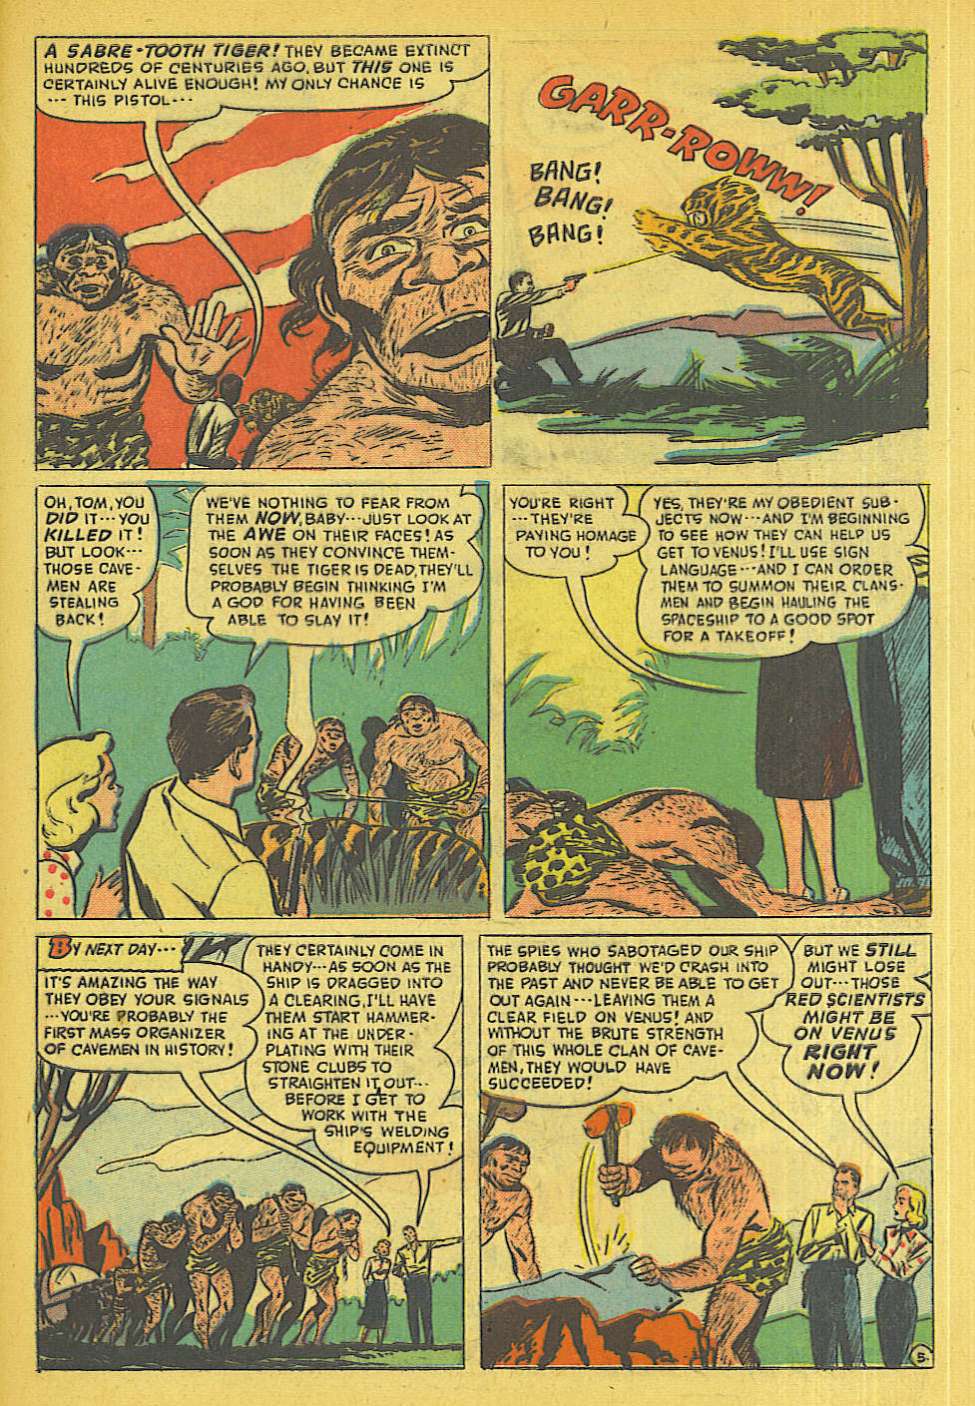 A SABRE-TOOTH TIGER! THEY BECAME EXTINCT
HUNDREDS OF CENTURIES AGO, BUT THIS ONE IS
CERTAINLY ALIVE ENOUGH! MY ONLY CHANCE IS
--- THIS PISTOL---
GARR-ROWW!
BANG!
BANG!
BANG!
OH, TOM, YOU
DID IT---YOU
KILLED IT!
BUT LOOK---
THOSE CAVE-
MEN ARE
STEALING
BACK!
WE'VE NOTHING TO FEAR FROM
THEM NOW, BABY---JUST LOOK AT
THE AWE ON THEIR FACES! AS
SOON AS THEY CONVINCE THEM-
SELVES THE TIGER IS DEAD, THEY'LL
PROBABLY BEGIN THINKING I'M
A GOD FOR HAVING BEEN
ABLE TO SLAY IT!
YOU'RE RIGHT
---THEY'RE
PAYING HOMAGE
TO YOU!
YES, THEY'RE MY OBEDIENT SUB-
JECTS NOW---AND I'M BEGINNING
TO SEE HOW THEY CAN HELP US
GET TO VENUS! I'LL USE SIGN
LANGUAGE---AND I CAN ORDER
THEM TO SUMMON THEIR CLANS-
MEN AND BEGIN HAULING THE
SPACESHIP TO A GOOD SPOT
FOR A TAKEOFF!
BY NEXT DAY---
IT'S AMAZING THE WAY
THEY OBEY YOUR SIGNALS
---YOU'RE PROBABLY THE
FIRST MASS ORGANIZER
OF CAVEMEN IN HISTORY!
THEY CERTAINLY COME IN
HANDY---AS SOON AS THE
SHIP IS DRAGGED INTO
A CLEARING, I'LL HAVE
THEM START HAMMER-
ING AT THE UNDER-
PLATING WITH THEIR
STONE CLUBS TO
STRAIGHTEN IT OUT---
BEFORE I GET TO
WORK WITH THE
SHIP'S WELDING
EQUIPMENT!
THE SPIES WHO SABOTAGED OUR SHIP
PROBABLY THOUGHT WE'D CRASH INTO
THE PAST AND NEVER BE ABLE TO GET
OUT AGAIN---LEAVING THEM A
CLEAR FIELD ON VENUS! AND
WITHOUT THE BRUTE STRENGTH
OF THIS WHOLE CLAN OF CAVE-
MEN, THEY WOULD HAVE
SUCCEEDED!
BUT WE STILL
MIGHT LOSE
OUT---THOSE
RED SCIENTISTS
MIGHT BE
ON VENUS
RIGHT
NOW!
5.